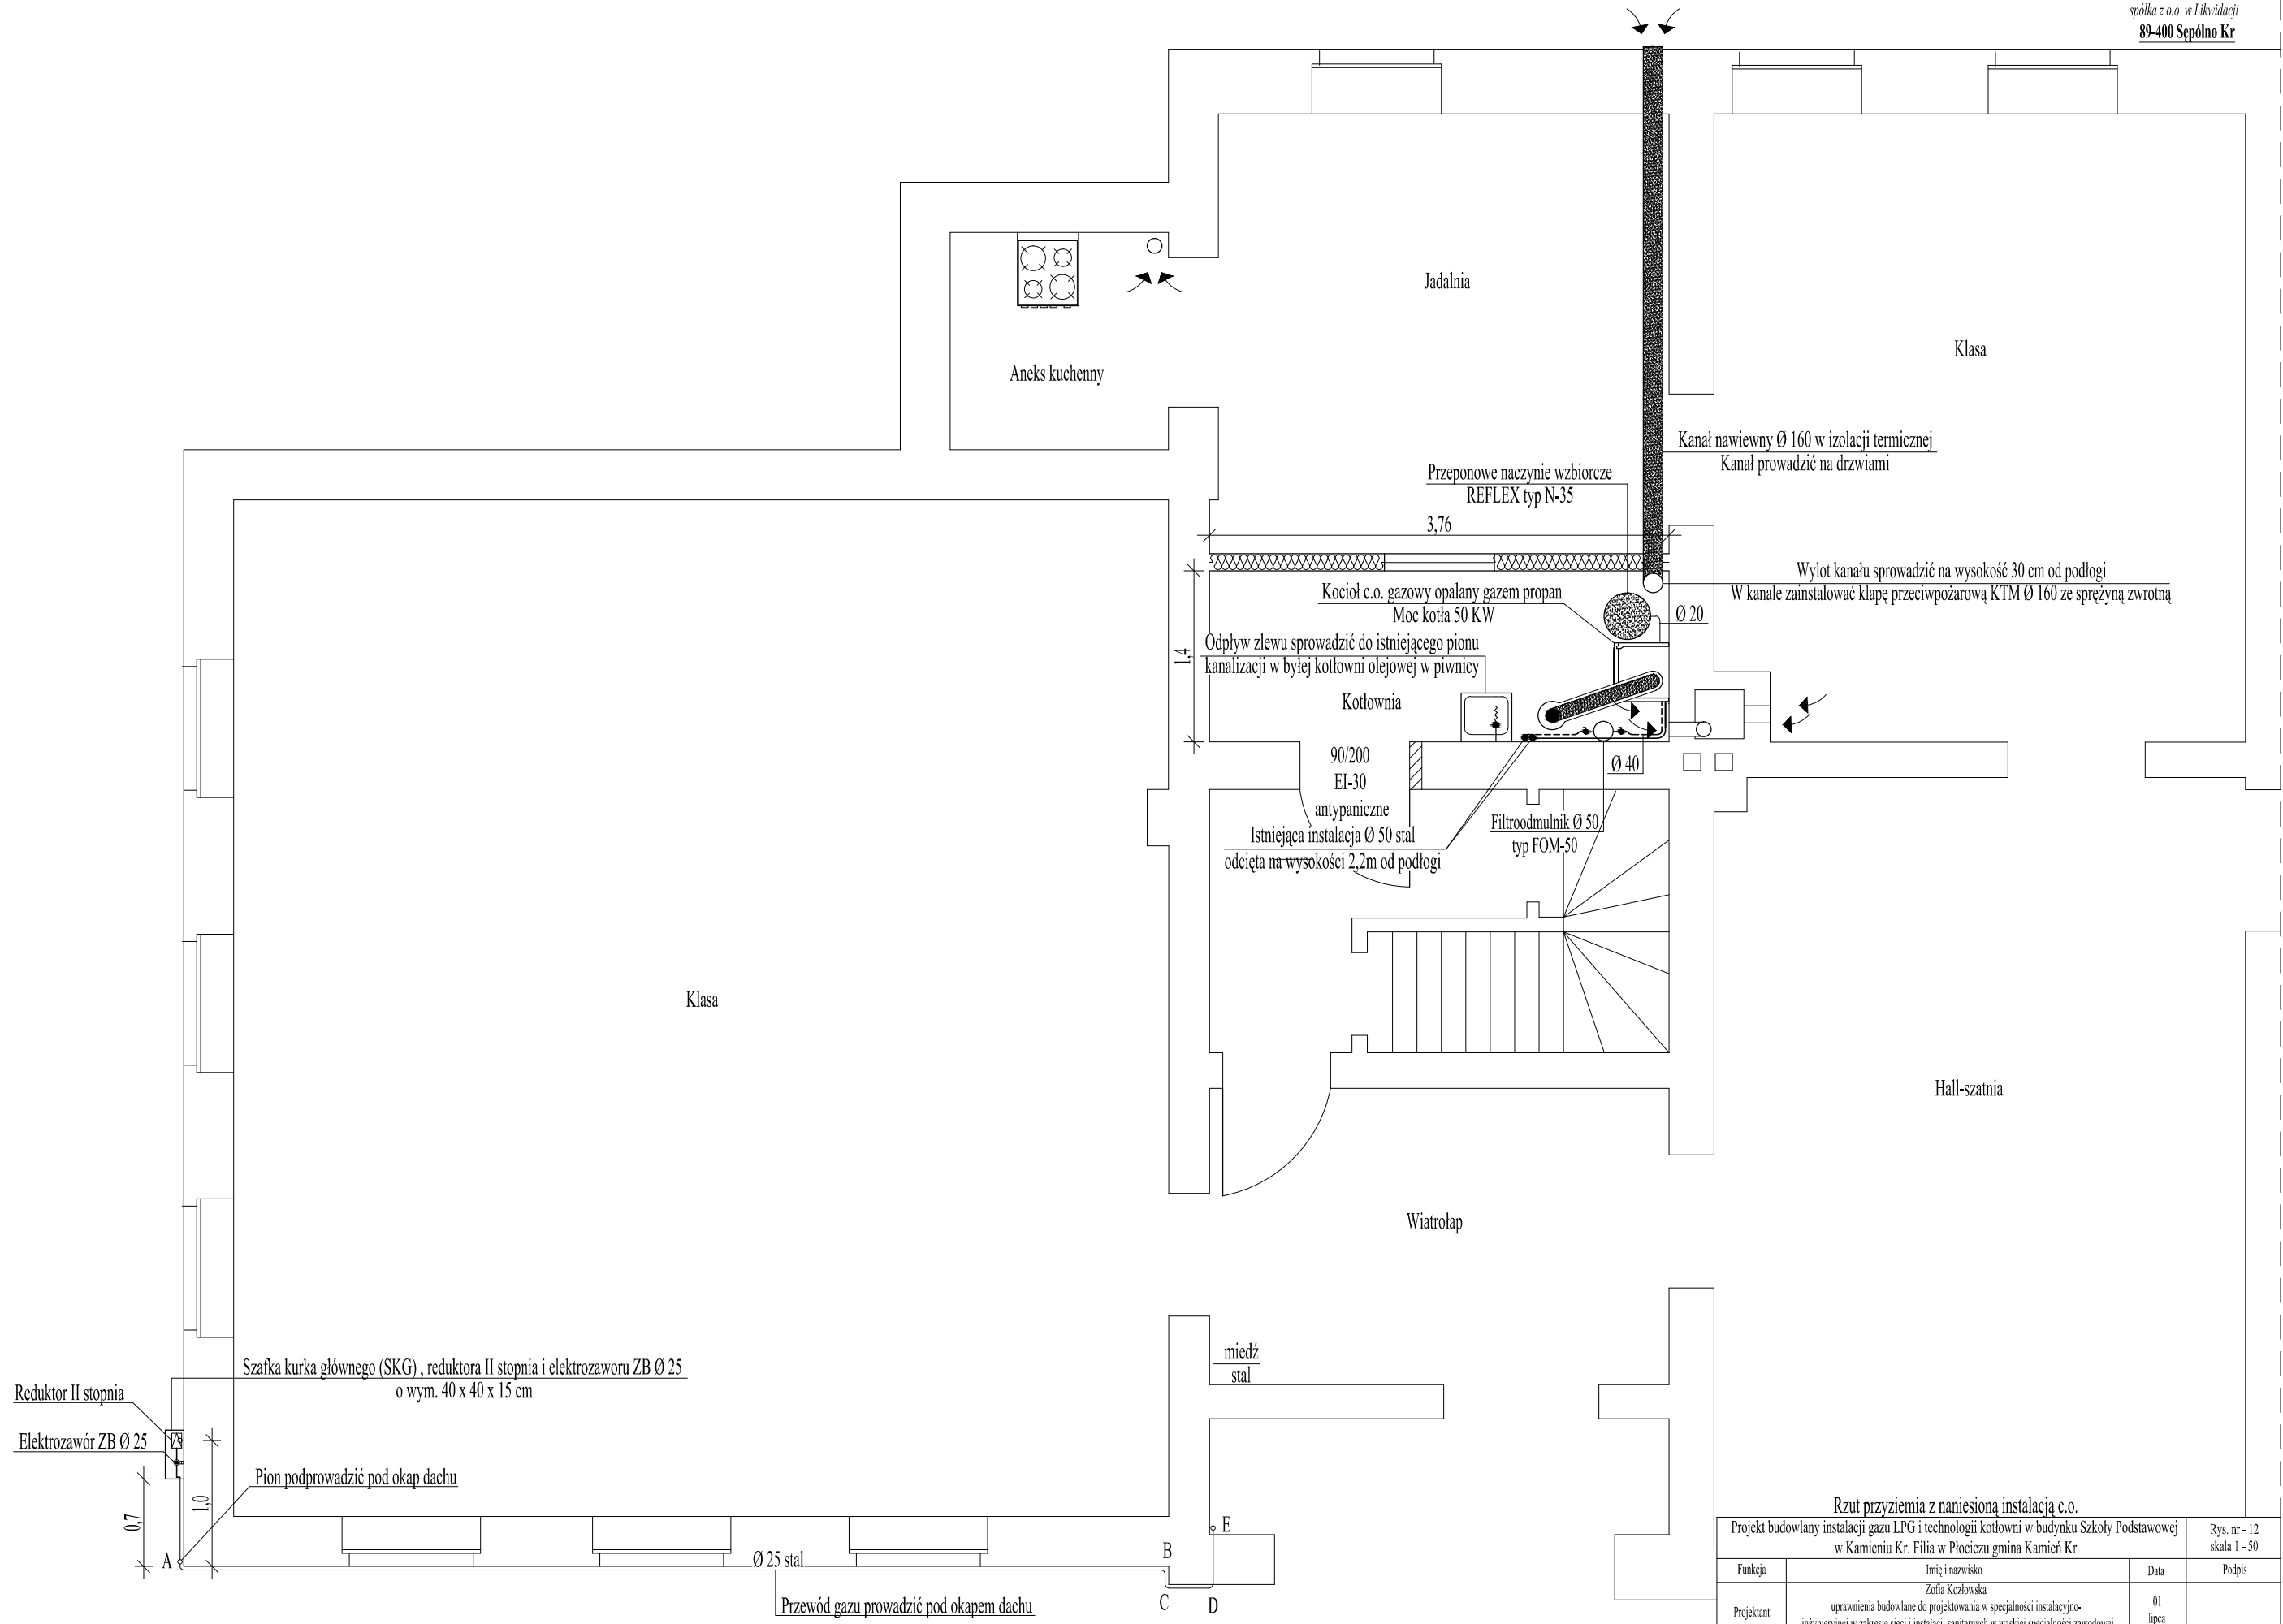 spółka z o.o w Likwidacji
89-400 Sępólno Kr
Jadalnia
Klasa
Aneks kuchenny
Kanał nawiewny Ø 160 w izolacji termicznej
Kanał prowadzić na drzwiami
Przeponowe naczynie wzbiorcze
REFLEX typ N-35
3,76
Wylot kanału sprowadzić na wysokość 30 cm od podłogi
W kanale zainstalować klapę przeciwpożarową KTM Ø 160 ze sprężyną zwrotną
Kocioł c.o. gazowy opalany gazem propan
Moc kotła 50 KW
Ø 20
Odpływ zlewu sprowadzić do istniejącego pionu
kanalizacji w byłej kotłowni olejowej w piwnicy
1,4
Kotłownia
90/200
EI-30
antypaniczne
Ø 40
Istniejąca instalacja Ø 50 stal
odcięta na wysokości 2,2m od podłogi
Filtroodmulnik Ø 50
typ FOM-50
Klasa
Hall-szatnia
Wiatrołap
miedź
stal
Szafka kurka głównego (SKG) , reduktora II stopnia i elektrozaworu ZB Ø 25
o wym. 40 x 40 x 15 cm
Reduktor II stopnia
Elektrozawór ZB Ø 25
Pion podprowadzić pod okap dachu
1,0
0,7
A
Ø 25 stal
B
E
C
D
Przewód gazu prowadzić pod okapem dachu
Rzut przyziemia z naniesioną instalacją c.o.
Projekt budowlany instalacji gazu LPG i technologii kotłowni w budynku Szkoły Podstawowej
w Kamieniu Kr. Filia w Płociczu gmina Kamień Kr
Rys. nr - 12
skala 1 - 50
Funkcja
Imię i nazwisko
Data
Podpis
Projektant
Zofia Kozłowska
uprawnienia budowlane do projektowania w specjalności instalacyjno-
inżynieryjnej w zakresie sieci i instalacji sanitarnych w wąskiej specjalności zawodowej
01
lipca